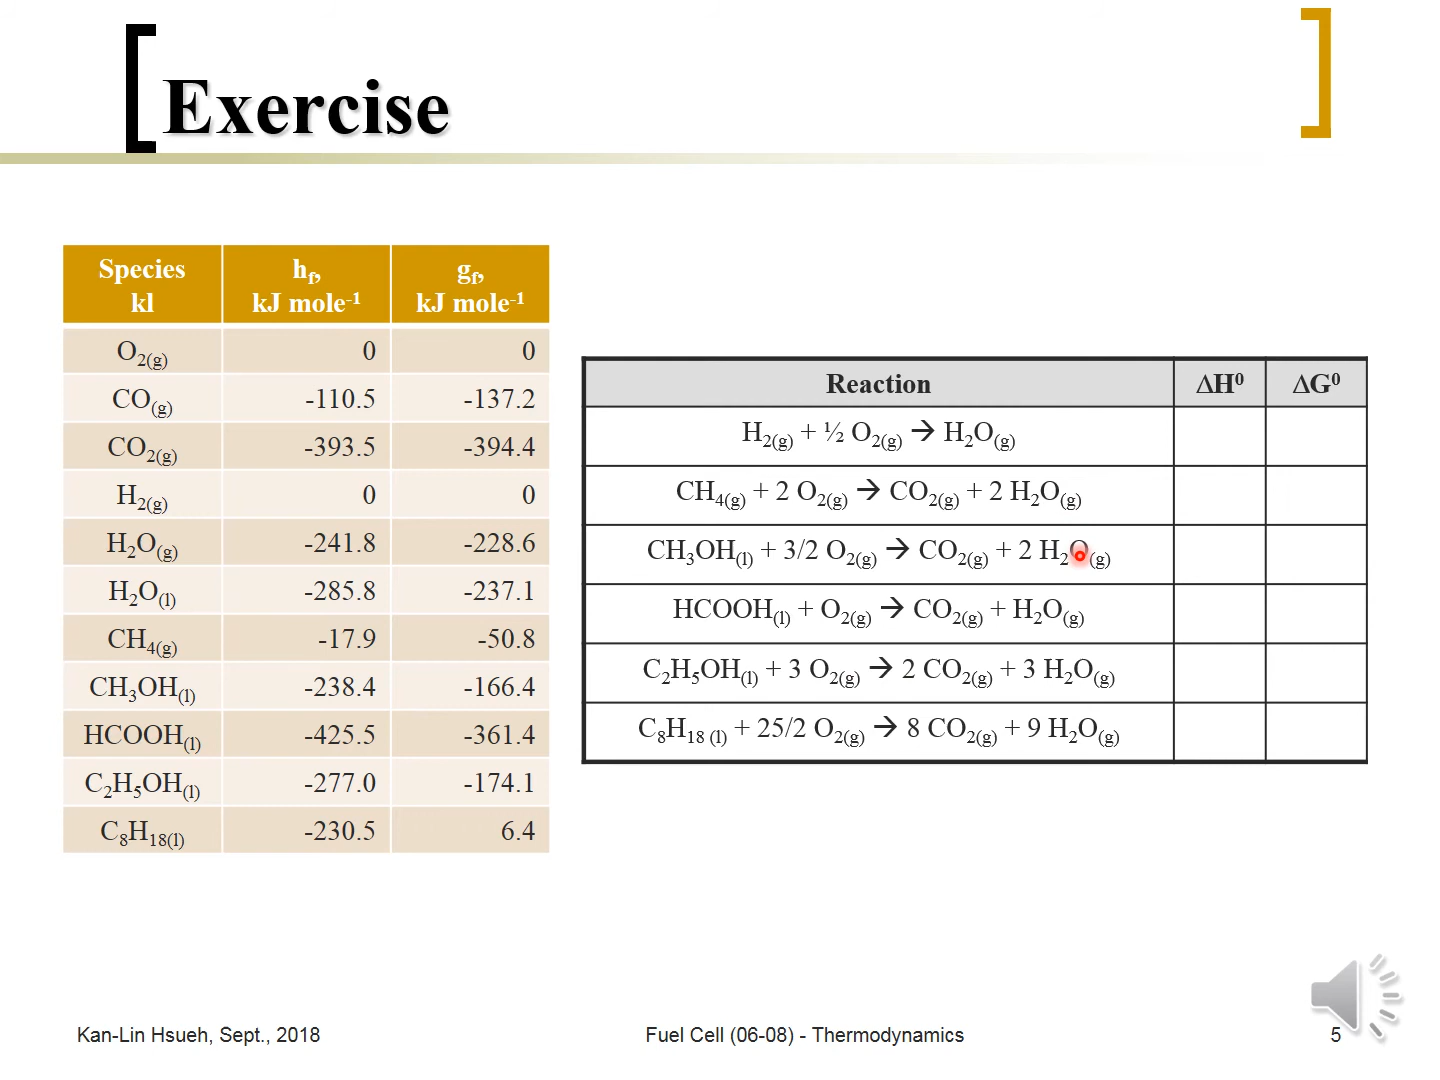 Exercise
Species hf, gf,
kl kJ mole-1 kJ mole-1
O2(g) 0 0
CO(g) -110.5 -137.2
CO2(g) -393.5 -394.4
H2(g) 0 0
H2O(g) -241.8 -228.6
H2O(l) -285.8 -237.1
CH4(g) -17.9 -50.8
CH3OH(l) -238.4 -166.4
HCOOH(l) -425.5 -361.4
C2H5OH(l) -277.0 -174.1
C8H18(l) -230.5 6.4
Reaction ΔH0 ΔG0
H2(g) + ½ O2(g) → H2O(g)
CH4(g) + 2 O2(g) → CO2(g) + 2 H2O(g)
CH3OH(l) + 3/2 O2(g) → CO2(g) + 2 H2O(g)
HCOOH(l) + O2(g) → CO2(g) + H2O(g)
C2H5OH(l) + 3 O2(g) → 2 CO2(g) + 3 H2O(g)
C8H18 (l) + 25/2 O2(g) → 8 CO2(g) + 9 H2O(g)
Kan-Lin Hsueh, Sept., 2018 Fuel Cell (06-08) - Thermodynamics 5